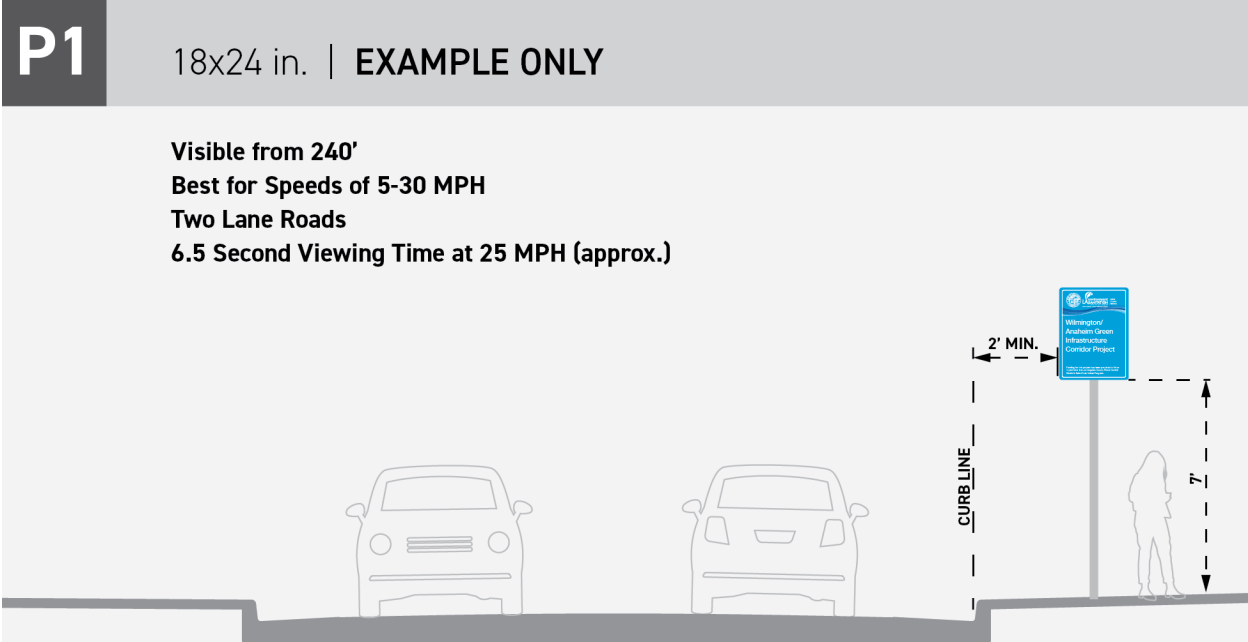 P1
18x24 in. | EXAMPLE ONLY
Visible from 240’
Best for Speeds of 5-30 MPH
Two Lane Roads
6.5 Second Viewing Time at 25 MPH (approx.)
2’ MIN.
Wilmington/
Anaheim Green
Infrastructure
Corridor Project
CURB LINE
7’